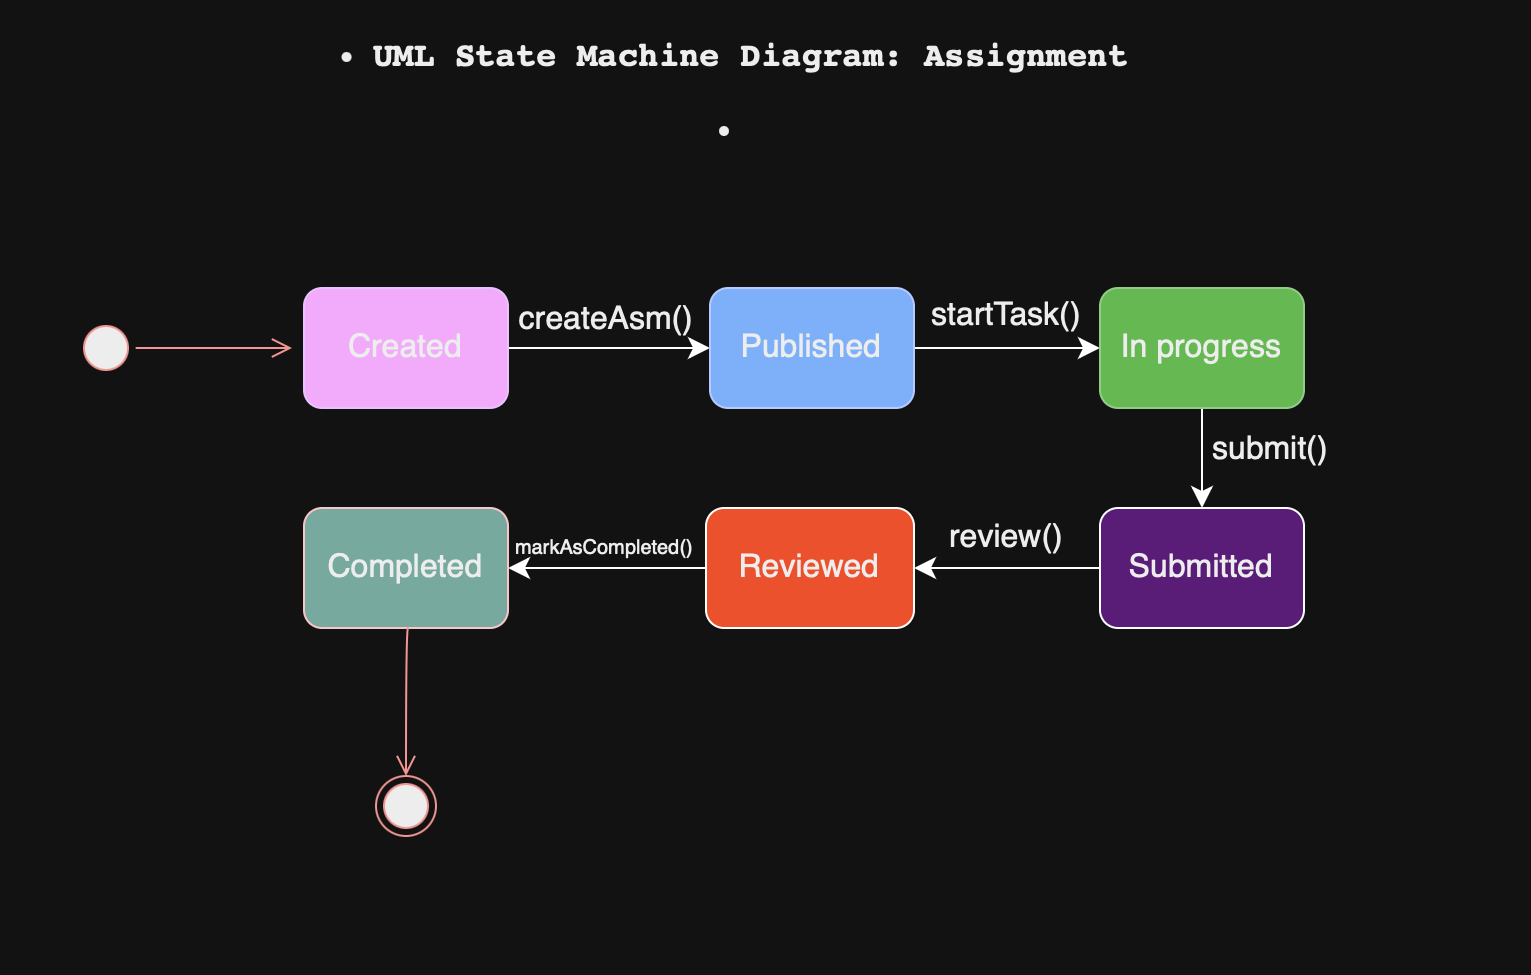 • UML State Machine Diagram: Assignment
•
createAsm()
startTask()
Created
Published
In progress
submit()
review()
markAsCompleted()
Completed
Reviewed
Submitted